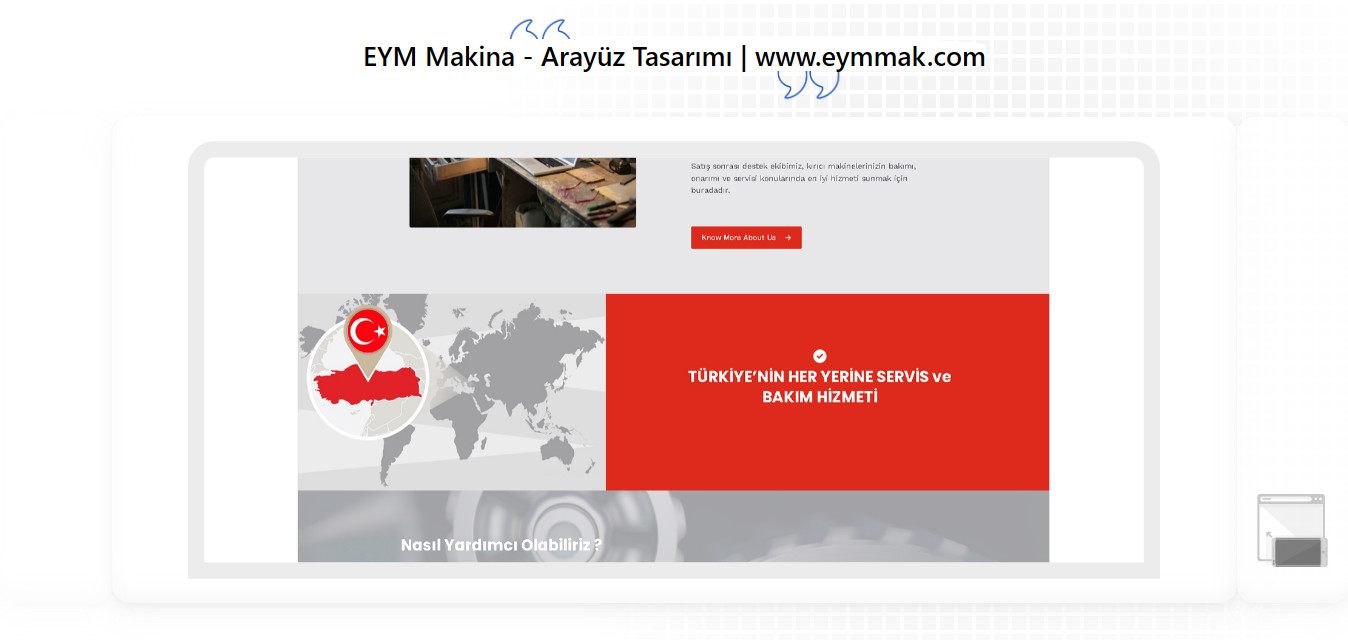 EYM Makina - Arayüz Tasarımı | www.eymmak.com
Satış sonrası destek ekibimiz, kırıcı makinelerinizin bakımı,
onarımı ve servisi konularında en iyi hizmeti sunmak için
buradadır.
Know More About Us
TÜRKİYE’NİN HER YERİNE SERVİS ve
BAKIM HİZMETİ
Nasıl Yardımcı Olabiliriz ?